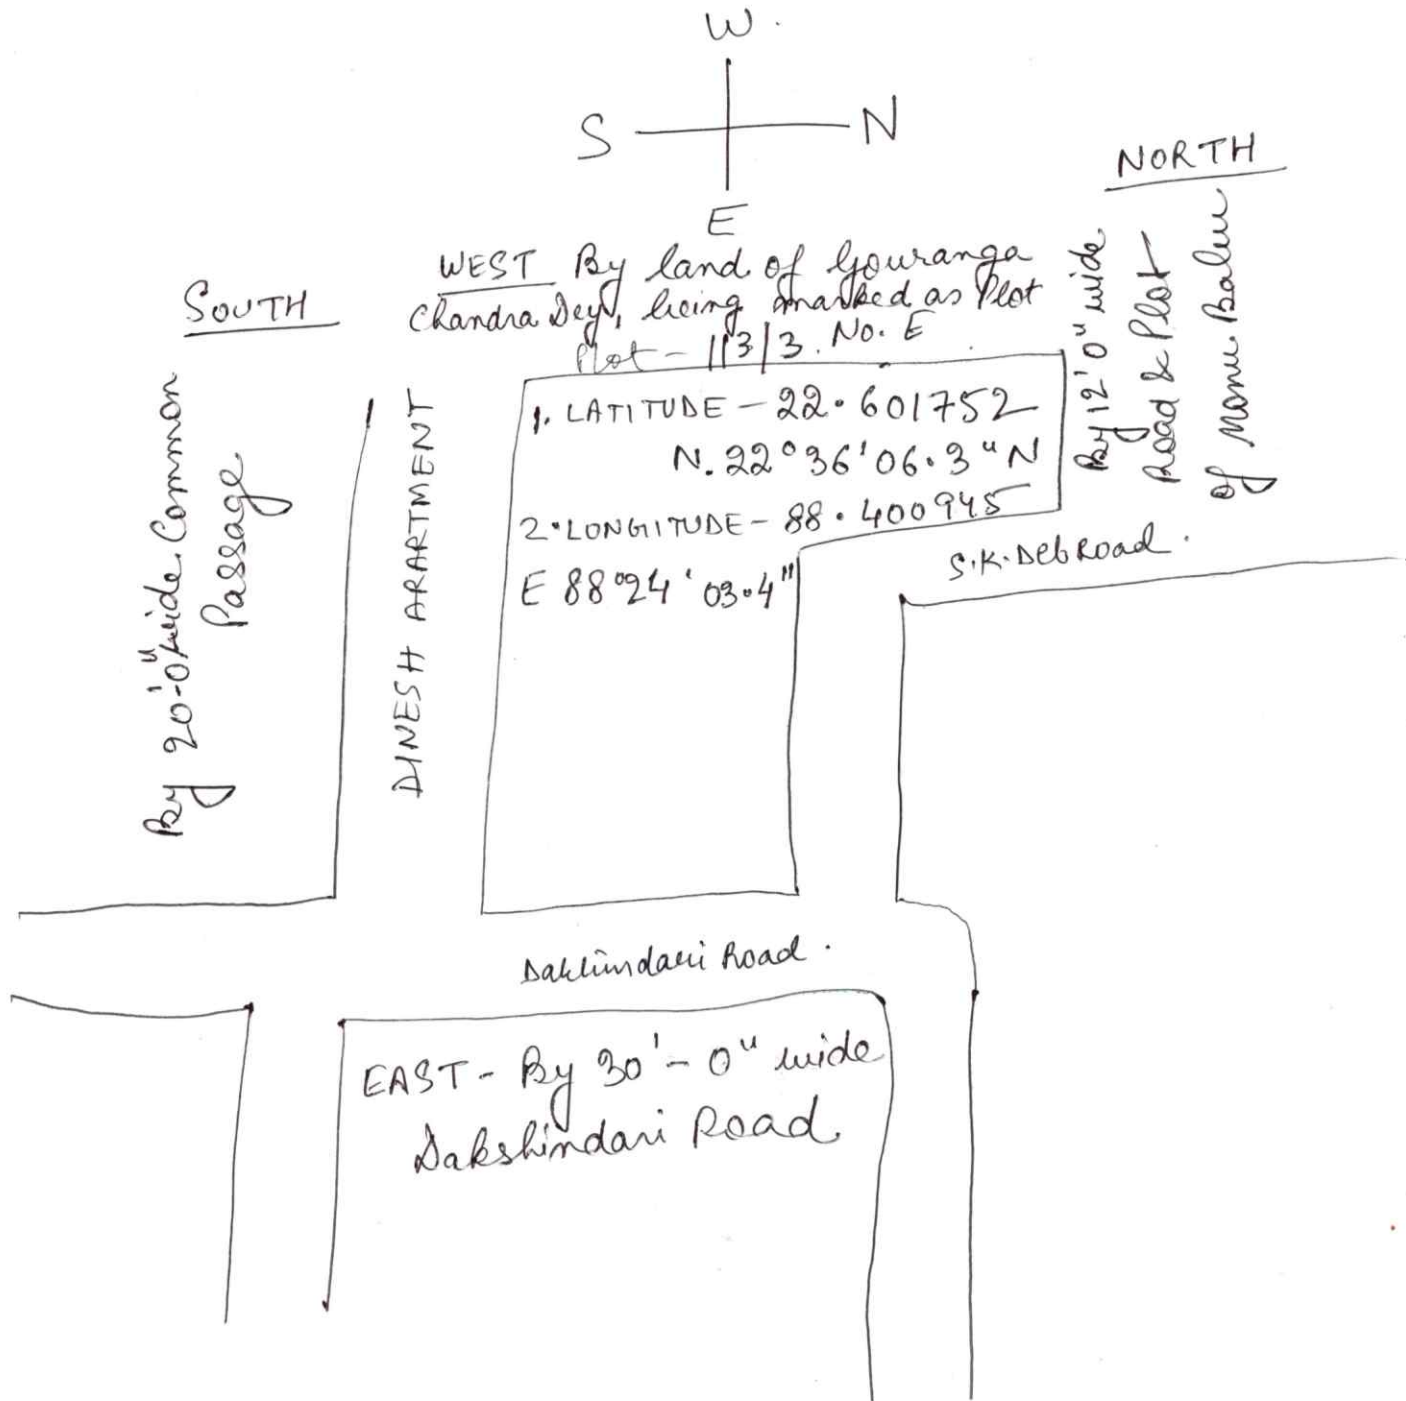 W.
S
N
E
NORTH
By 12'0" wide
Road & Plot
of Manu Babu
WEST By land of Gouranga
Chandra Dey, being marked as Plot
No. E
Plot - 113/3.
SOUTH
By 20'-0" wide Common
Passage
DINESH APARTMENT
1. LATITUDE - 22.601752
N. 22°36'06.3"N
2. LONGITUDE - 88.400945
E 88°24'03.4"
S.K. Deb Road.
Dakhindari Road.
EAST - By 30'-0" wide
Dakshindari Road.